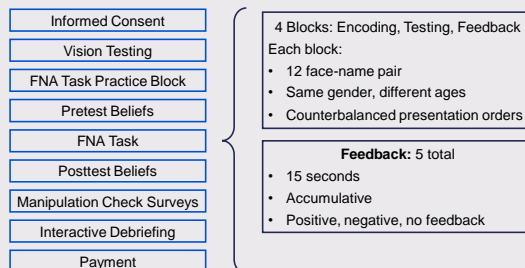 Informed Consent
Vision Testing
FNA Task Practice Block
Pretest Beliefs
FNA Task
Posttest Beliefs
Manipulation Check Surveys
Interactive Debriefing
Payment
4 Blocks: Encoding, Testing, Feedback
Each block:
• 12 face-name pair
• Same gender, different ages
• Counterbalanced presentation orders
Feedback: 5 total
• 15 seconds
• Accumulative
• Positive, negative, no feedback